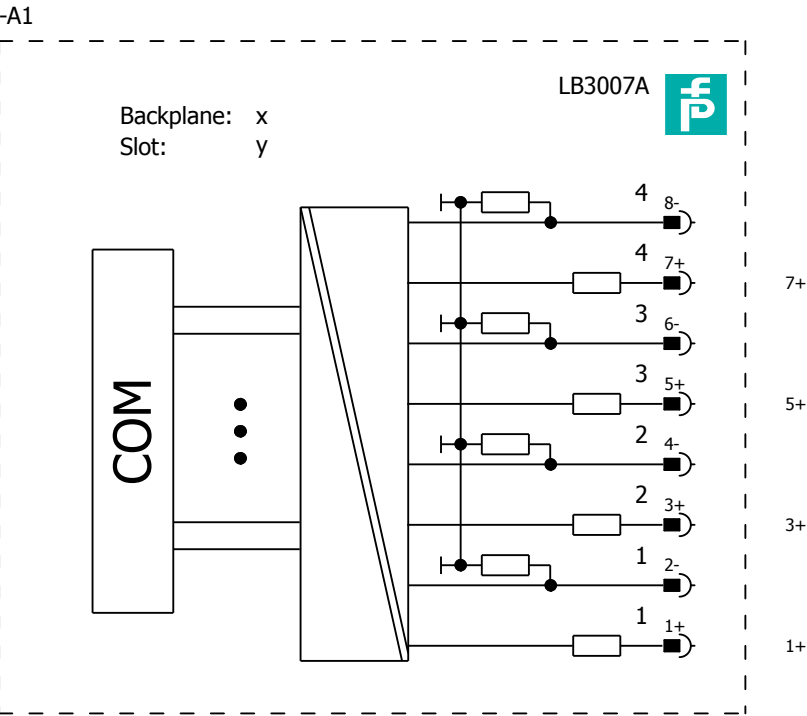 -A1
LB3007A
Backplane: x
Slot: y
4 8-
4 7+ 7+
3 6-
3 5+ 5+
COM
2 4-
2 3+ 3+
1 2-
1 1+ 1+